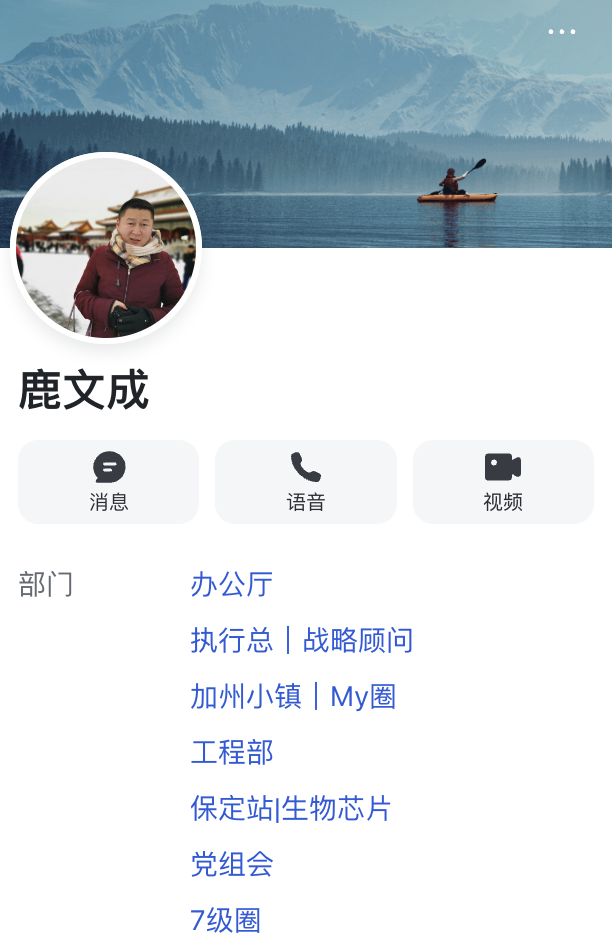 鹿文成
消息
语音
视频
部门
办公厅
执行总｜战略顾问
加州小镇｜My圈
工程部
保定站|生物芯片
党组会
7级圈